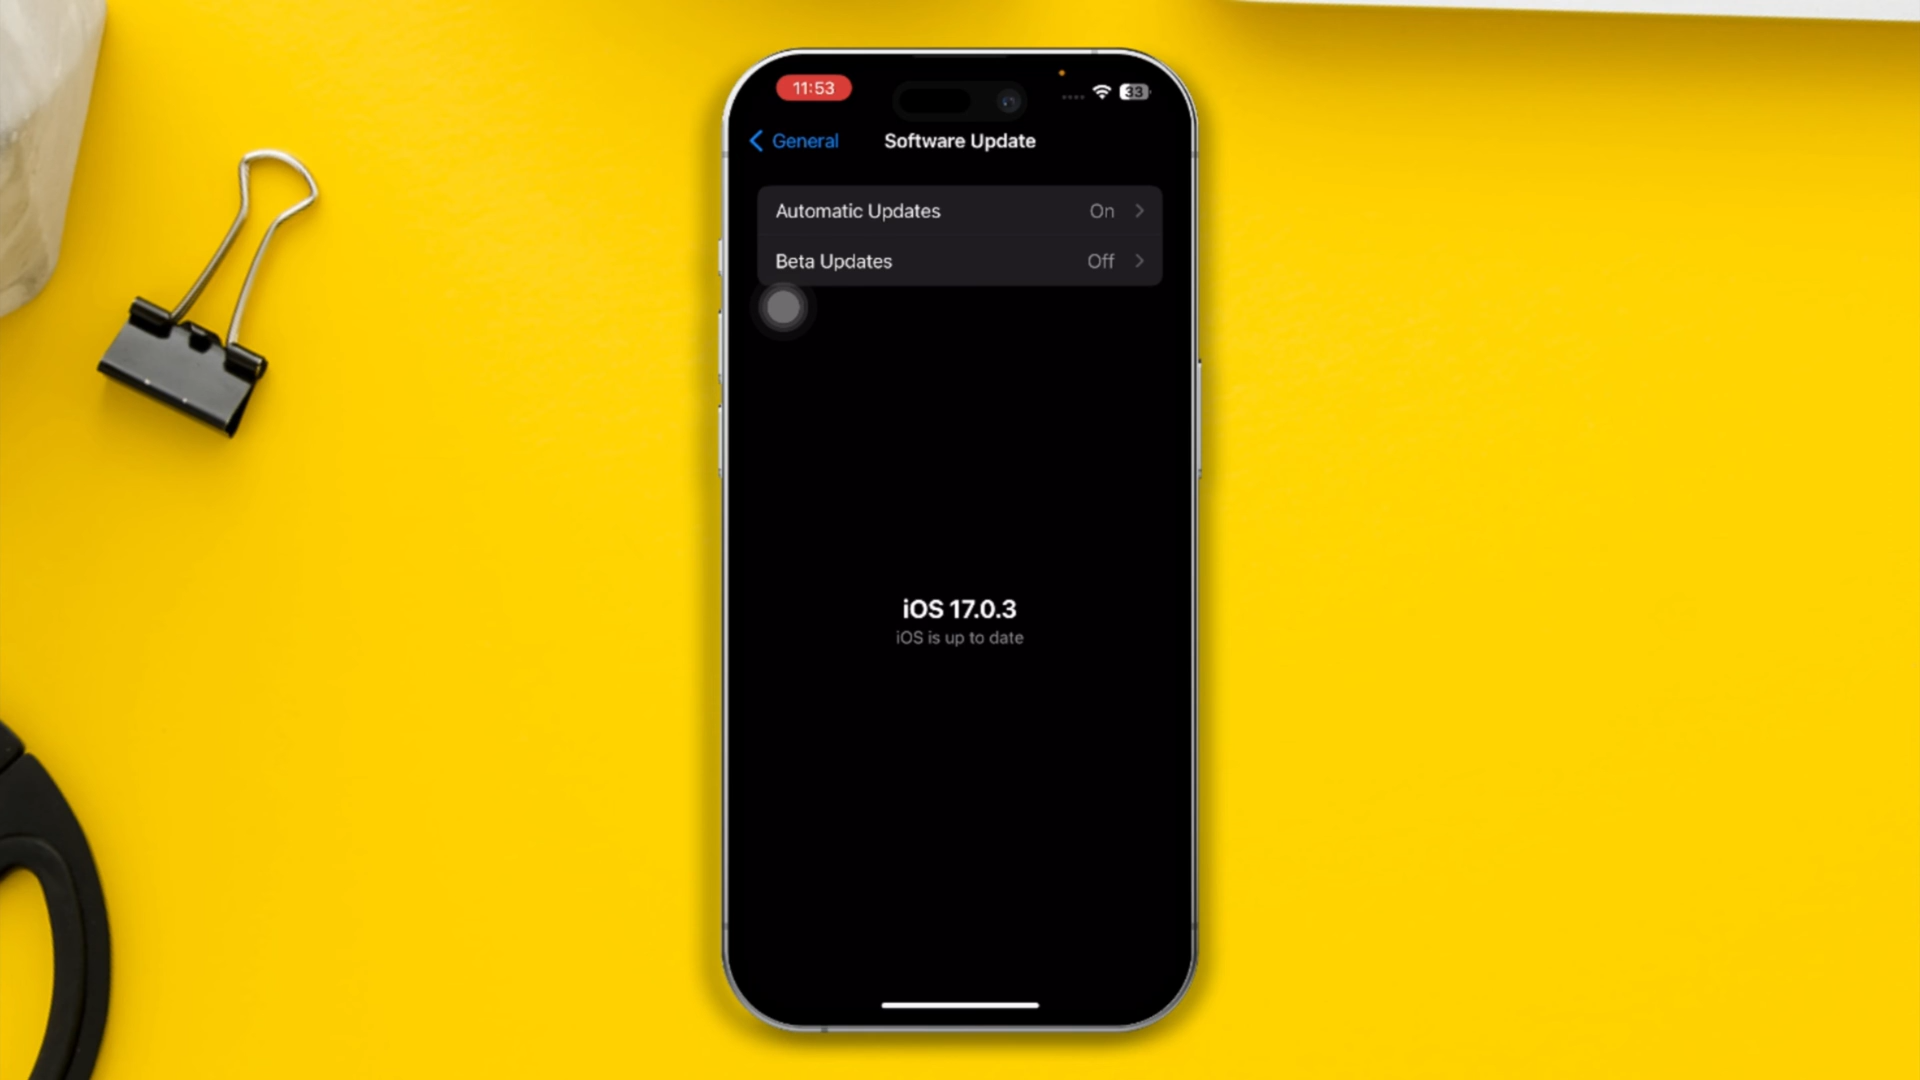 11:53
33
General
Software Update
Automatic Updates
On
Beta Updates
Off
iOS 17.0.3
iOS is up to date